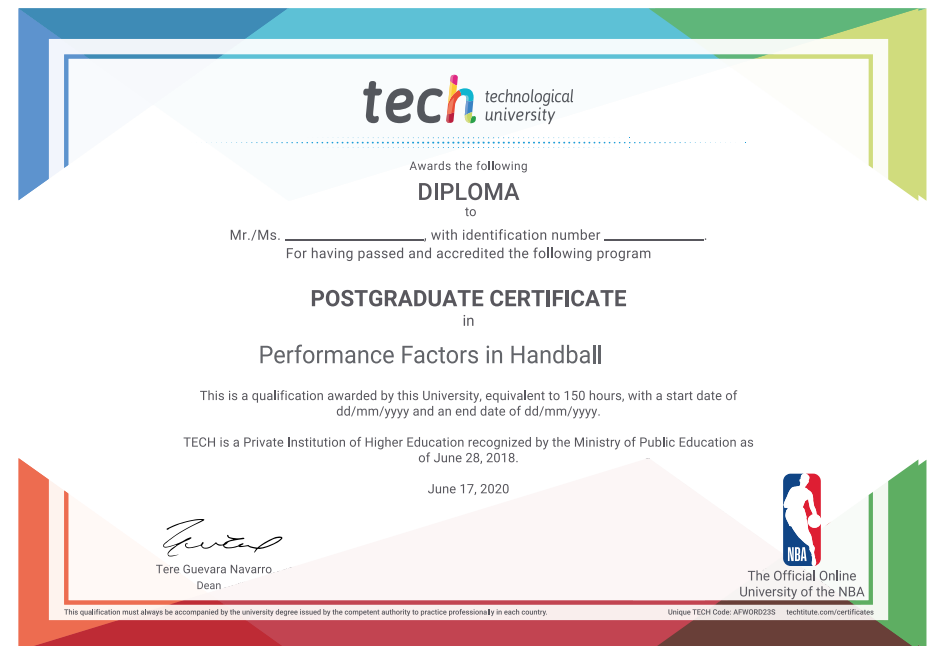 tech technological
university
Awards the following
DIPLOMA
to
Mr./Ms. ____________, with identification number ____________.
For having passed and accredited the following program
POSTGRADUATE CERTIFICATE
in
Performance Factors in Handball
This is a qualification awarded by this University, equivalent to 150 hours, with a start date of
dd/mm/yyyy and an end date of dd/mm/yyyy.
TECH is a Private Institution of Higher Education recognized by the Ministry of Public Education as
of June 28, 2018.
June 17, 2020
Tere Guevara Navarro
Dean
NBA
The Official Online
University of the NBA
This qualification must always be accompanied by the university degree issued by the competent authority to practice professionally in each country.
Unique TECH Code: AFWORD23S techtitute.com/certificates